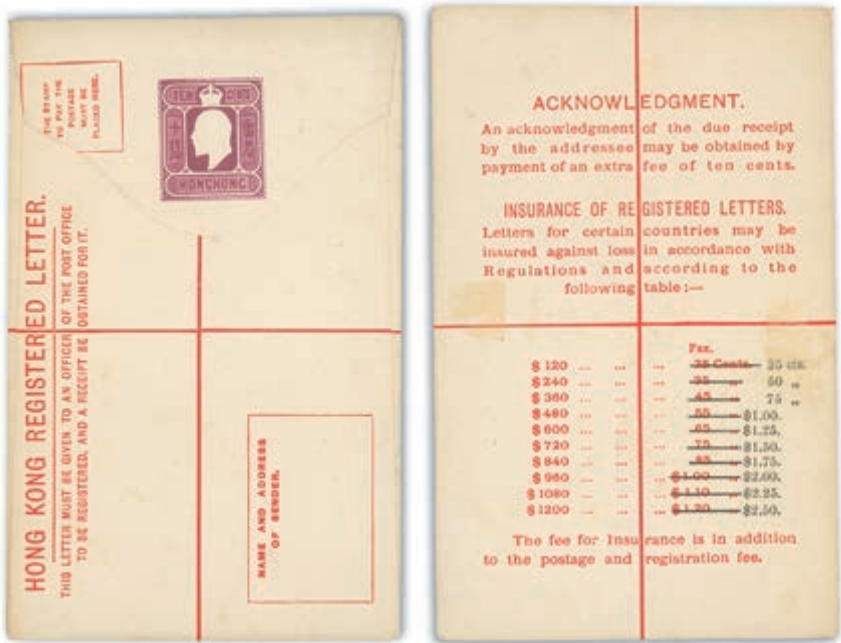 THE STAMP
TO PAY THE
POSTAGE
MUST BE
PLACED HERE.
HONGKONG
HONG KONG REGISTERED LETTER.
THIS LETTER MUST BE GIVEN TO AN OFFICER OF THE POST OFFICE
TO BE REGISTERED, AND A RECEIPT BE OBTAINED FOR IT.
NAME AND ADDRESS
OF SENDER.
ACKNOWLEDGMENT.
An acknowledgment of the due receipt
by the addressee may be obtained by
payment of an extra fee of ten cents.
INSURANCE OF REGISTERED LETTERS.
Letters for certain countries may be
insured against loss in accordance with
Regulations and according to the
following table:—
Fee.
$ 120 ... ... ... Cents. 25 cts.
$ 240 ... ... ... 35 „ 50 „
$ 360 ... ... ... 45 „ 75 „
$ 480 ... ... ... 55 „ $1.00.
$ 600 ... ... ... 65 „ $1.25.
$ 720 ... ... ... 75 „ $1.50.
$ 840 ... ... ... 85 „ $1.75.
$ 960 ... ... ... $1.00 „ $2.00.
$ 1080 ... ... ... $1.10 „ $2.25.
$ 1200 ... ... ... $1.20 „ $2.50.
The fee for Insurance is in addition
to the postage and registration fee.